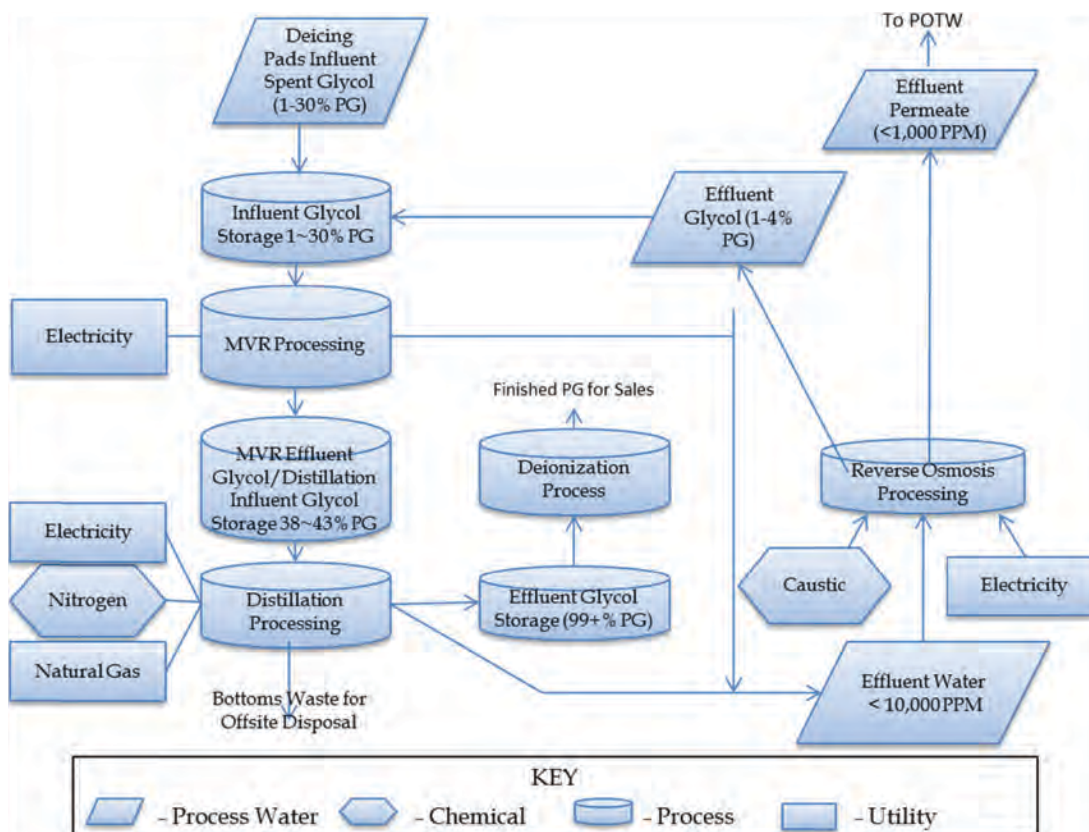 Deicing
Pads Influent
Spent Glycol
(1-30% PG)
To POTW
Effluent
Permeate
(<1,000 PPM)
Effluent
Glycol (1-4%
PG)
Influent Glycol
Storage 1~30% PG
Electricity
MVR Processing
Finished PG for Sales
MVR Effluent
Glycol/Distillation
Influent Glycol
Storage 38~43% PG
Deionization
Process
Reverse Osmosis
Processing
Electricity
Nitrogen
Natural Gas
Distillation
Processing
Effluent Glycol
Storage (99+% PG)
Caustic
Electricity
Bottoms Waste for
Offsite Disposal
Effluent Water
< 10,000 PPM
KEY
- Process Water
- Chemical
- Process
- Utility